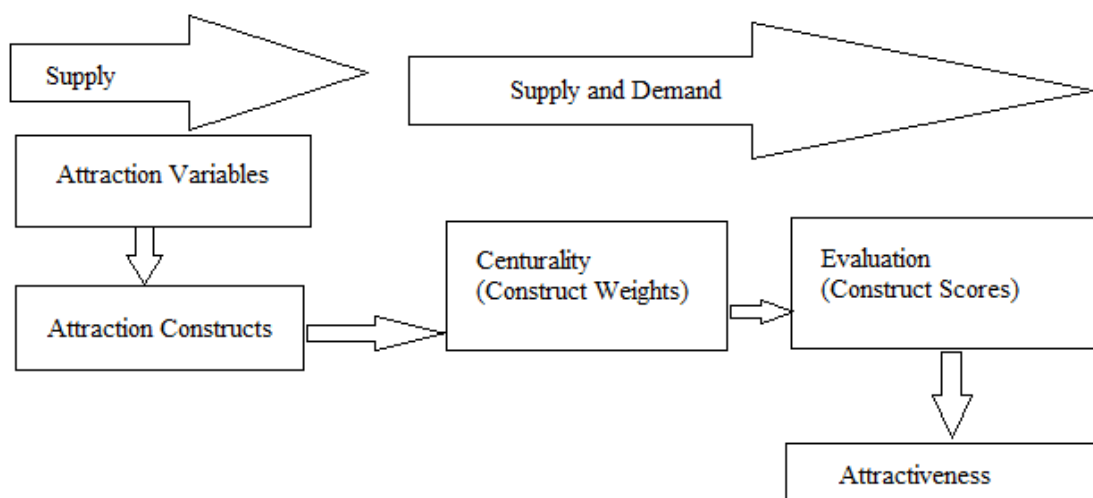 Supply
Supply and Demand
Attraction Variables
Attraction Constructs
Centurality
(Construct Weights)
Evaluation
(Construct Scores)
Attractiveness